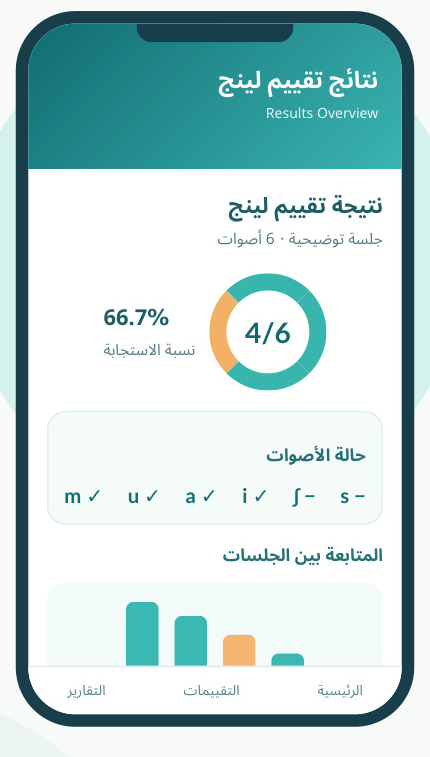 نتائج تقييم لينج
Results Overview
نتيجة تقييم لينج
جلسة توضيحية · 6 أصوات
4/6
66.7%
نسبة الاستجابة
حالة الأصوات
m ✓ u ✓ a ✓ i ✓ ʃ – s –
المتابعة بين الجلسات
الرئيسية التقييمات التقارير